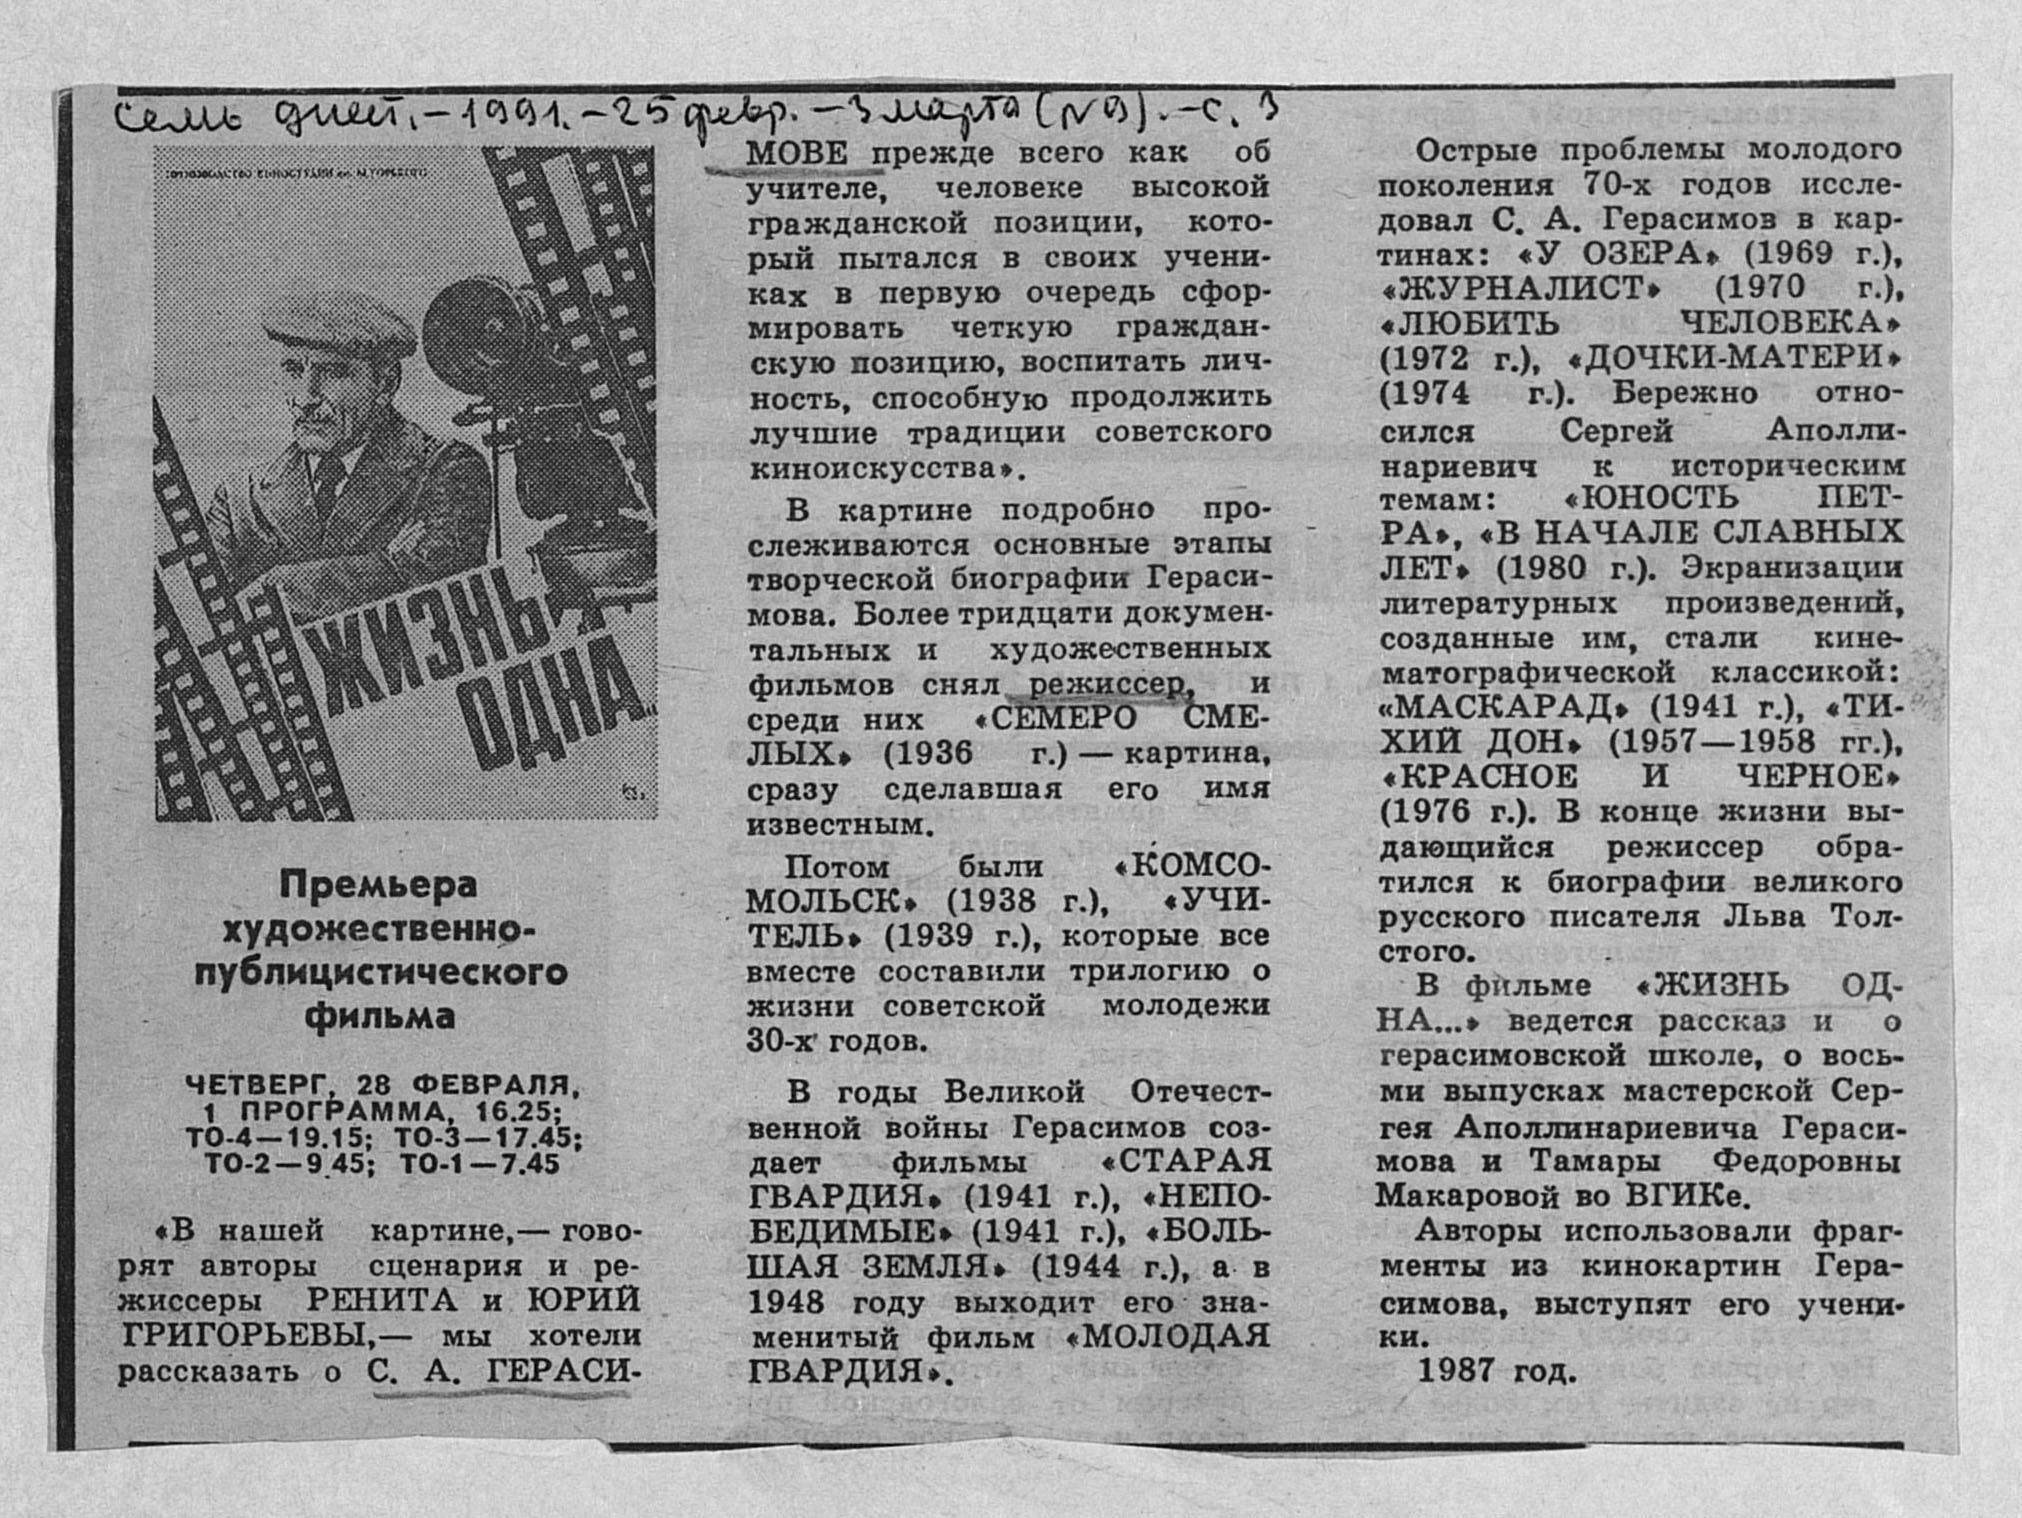 Семь дней. – 1991. – 25 февр. – 3 марта (N 9). – с. 3
ПРОИЗВОДСТВО КИНОСТУДИИ им. М. ГОРЬКОГО
ЖИЗНЬ
ОДНА...
Премьера
художественно-
публицистического
фильма
ЧЕТВЕРГ, 28 ФЕВРАЛЯ,
1 ПРОГРАММА, 16.25;
ТО-4—19.15; ТО-3—17.45;
ТО-2—9.45; ТО-1—7.45
«В нашей картине,— гово-
рят авторы сценария и ре-
жиссеры РЕНИТА и ЮРИЙ
ГРИГОРЬЕВЫ,— мы хотели
рассказать о С. А. ГЕРАСИ-
МОВЕ прежде всего как об
учителе, человеке высокой
гражданской позиции, кото-
рый пытался в своих учени-
ках в первую очередь сфор-
мировать четкую граждан-
скую позицию, воспитать лич-
ность, способную продолжить
лучшие традиции советского
киноискусства».
В картине подробно про-
слеживаются основные этапы
творческой биографии Гераси-
мова. Более тридцати докумен-
тальных и художественных
фильмов снял режиссер, и
среди них «СЕМЕРО СМЕ-
ЛЫХ» (1936 г.) — картина,
сразу сделавшая его имя
известным.
Потом были «КОМСО-
МОЛЬСК» (1938 г.), «УЧИ-
ТЕЛЬ» (1939 г.), которые все
вместе составили трилогию о
жизни советской молодежи
30-х годов.
В годы Великой Отечест-
венной войны Герасимов соз-
дает фильмы «СТАРАЯ
ГВАРДИЯ» (1941 г.), «НЕПО-
БЕДИМЫЕ» (1941 г.), «БОЛЬ-
ШАЯ ЗЕМЛЯ» (1944 г.), а в
1948 году выходит его зна-
менитый фильм «МОЛОДАЯ
ГВАРДИЯ».
Острые проблемы молодого
поколения 70-х годов иссле-
довал С. А. Герасимов в кар-
тинах: «У ОЗЕРА» (1969 г.),
«ЖУРНАЛИСТ» (1970 г.),
«ЛЮБИТЬ ЧЕЛОВЕКА»
(1972 г.), «ДОЧКИ-МАТЕРИ»
(1974 г.). Бережно отно-
сился Сергей Аполли-
нариевич к историческим
темам: «ЮНОСТЬ ПЕТ-
РА», «В НАЧАЛЕ СЛАВНЫХ
ЛЕТ» (1980 г.). Экранизации
литературных произведений,
созданные им, стали кине-
матографической классикой:
«МАСКАРАД» (1941 г.), «ТИ-
ХИЙ ДОН» (1957—1958 гг.),
«КРАСНОЕ И ЧЕРНОЕ»
(1976 г.). В конце жизни вы-
дающийся режиссер обра-
тился к биографии великого
русского писателя Льва Тол-
стого.
В фильме «ЖИЗНЬ ОД-
НА...» ведется рассказ и о
герасимовской школе, о вось-
ми выпусках мастерской Сер-
гея Аполлинариевича Гераси-
мова и Тамары Федоровны
Макаровой во ВГИКе.
Авторы использовали фраг-
менты из кинокартин Гера-
симова, выступят его учени-
ки.
1987 год.